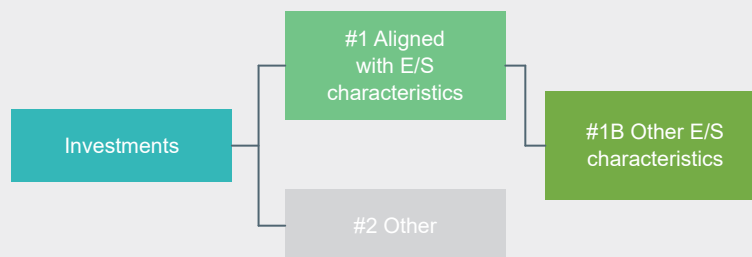 #1 Aligned
with E/S
characteristics
Investments
#1B Other E/S
characteristics
#2 Other